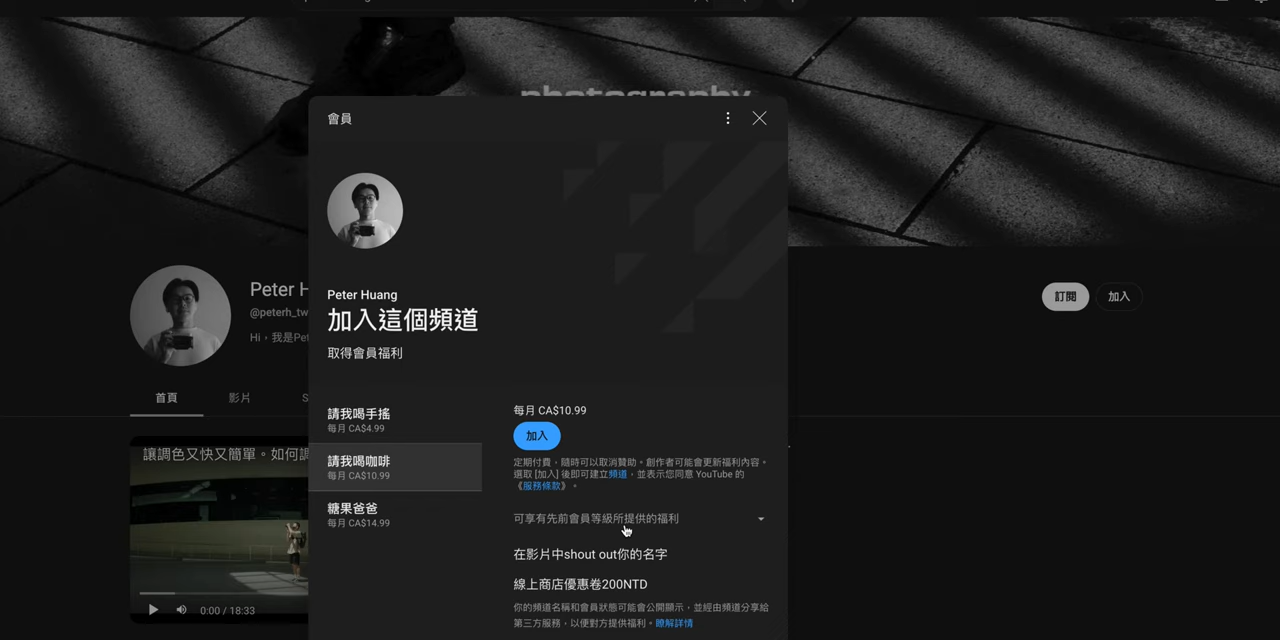 photography
會員
Peter Huang
加入這個頻道
取得會員福利
Peter H
@peterh_tw
Hi，我是Pet
訂閱
加入
首頁
影片
S
請我喝手搖
每月 CA$4.99
請我喝咖啡
每月 CA$10.99
糖果爸爸
每月 CA$14.99
每月 CA$10.99
加入
定期付費，隨時可以取消贊助。創作者可能會更新福利內容。
選取 [加入] 後即可建立頻道，並表示您同意 YouTube 的
《服務條款》。
可享有先前會員等級所提供的福利
在影片中shout out你的名字
線上商店優惠卷200NTD
你的頻道名稱和會員狀態可能會公開顯示，並經由頻道分享給
第三方服務，以便對方提供福利。瞭解詳情
讓調色又快又簡單。如何調
0:00 / 18:33